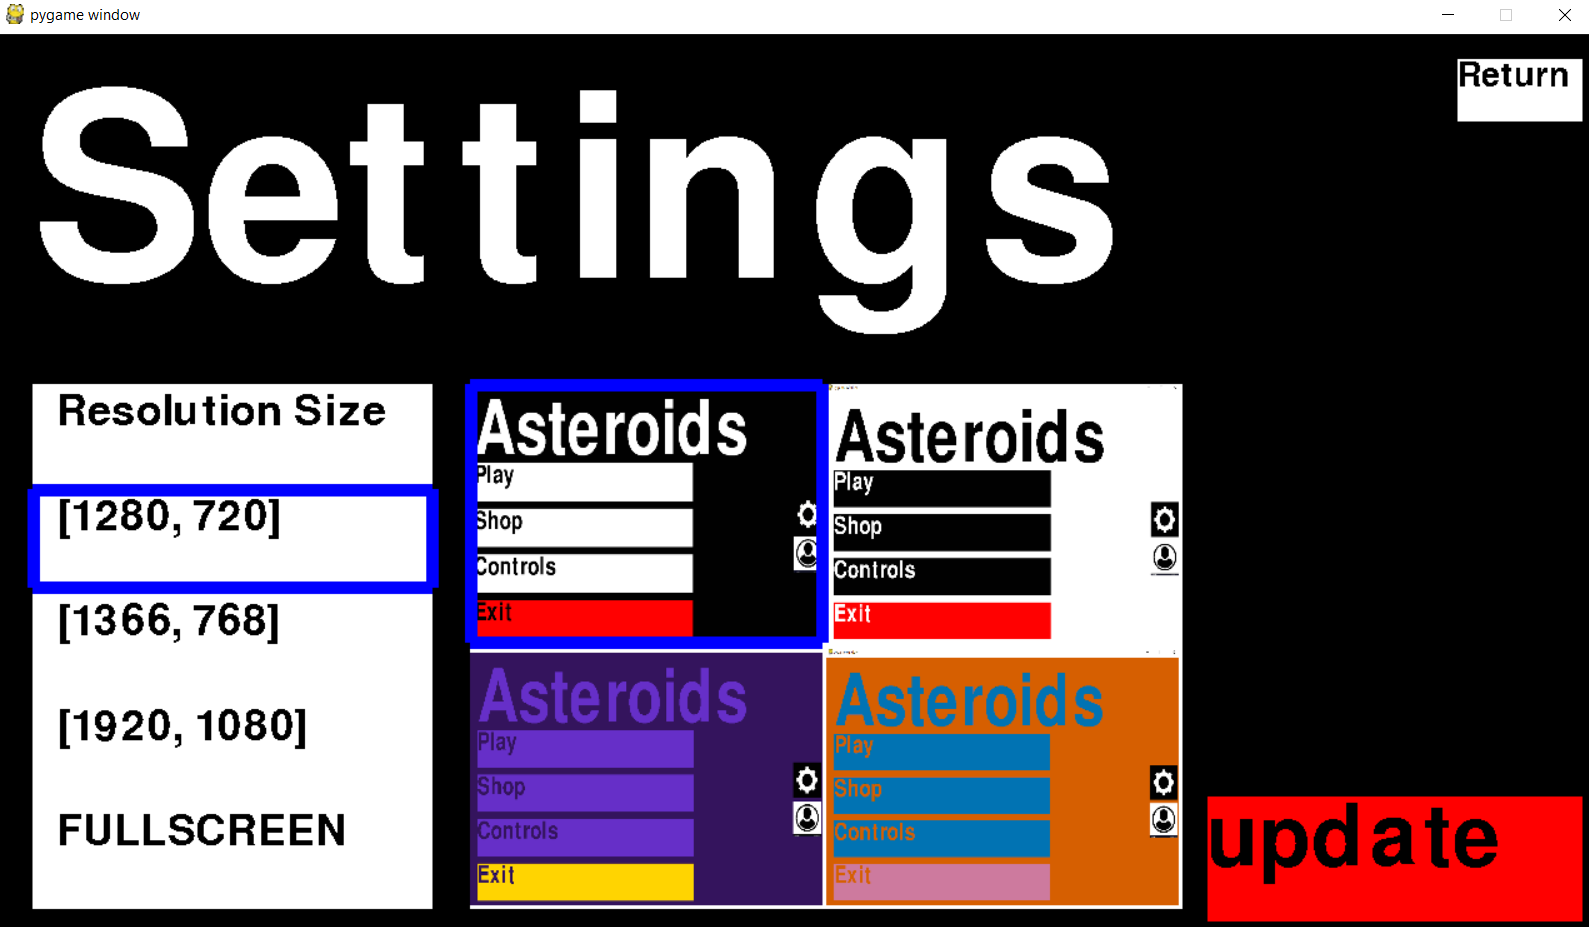 pygame window
Return
Settings
Resolution Size
[1280, 720]
[1366, 768]
[1920, 1080]
FULLSCREEN
Asteroids
Play
Shop
Controls
Exit
Asteroids
Play
Shop
Controls
Exit
Asteroids
Play
Shop
Controls
Exit
Asteroids
Play
Shop
Controls
Exit
update